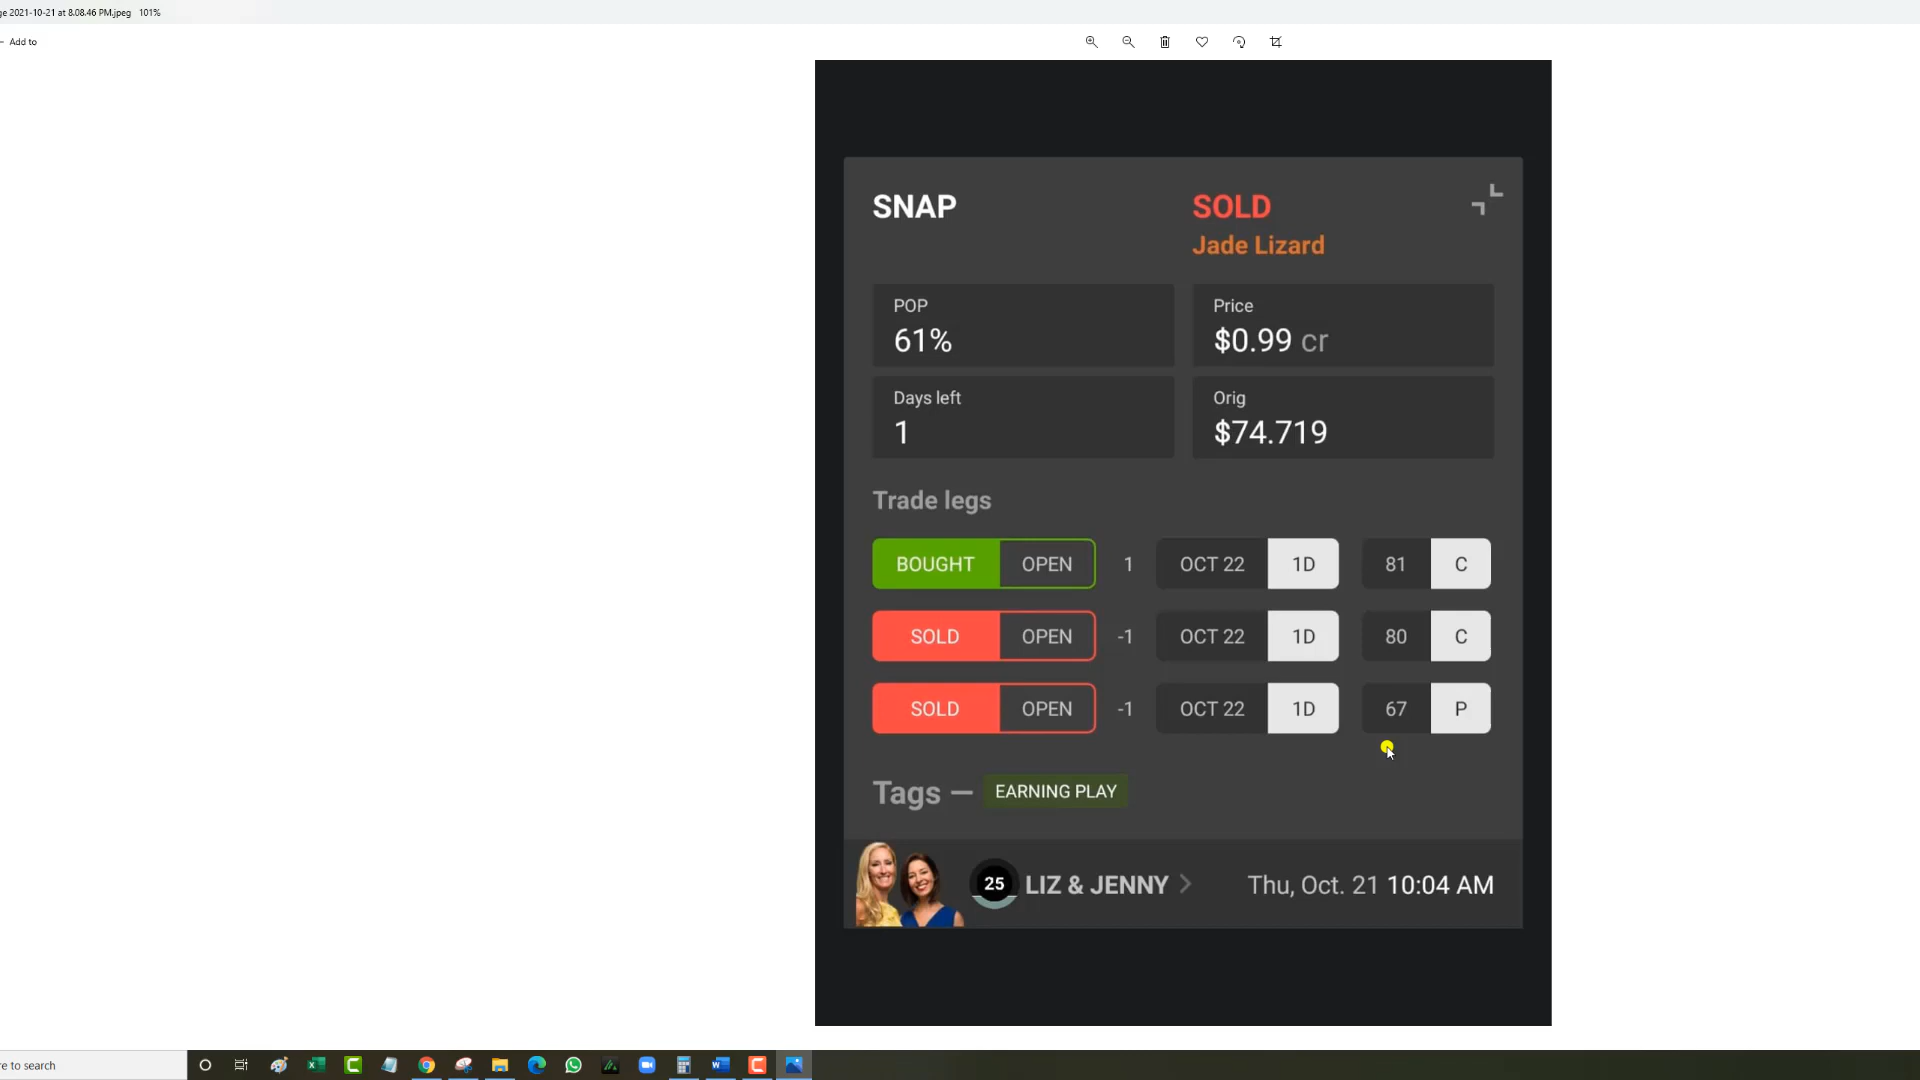 ge 2021-10-21 at 8.08.46 PM.jpeg 101%
Add to
SNAP
SOLD
Jade Lizard
POP
61%
Price
$0.99 cr
Days left
1
Orig
$74.719
Trade legs
BOUGHT OPEN 1 OCT 22 1D 81 C
SOLD OPEN -1 OCT 22 1D 80 C
SOLD OPEN -1 OCT 22 1D 67 P
Tags — EARNING PLAY
25 LIZ & JENNY > Thu, Oct. 21 10:04 AM
re to search